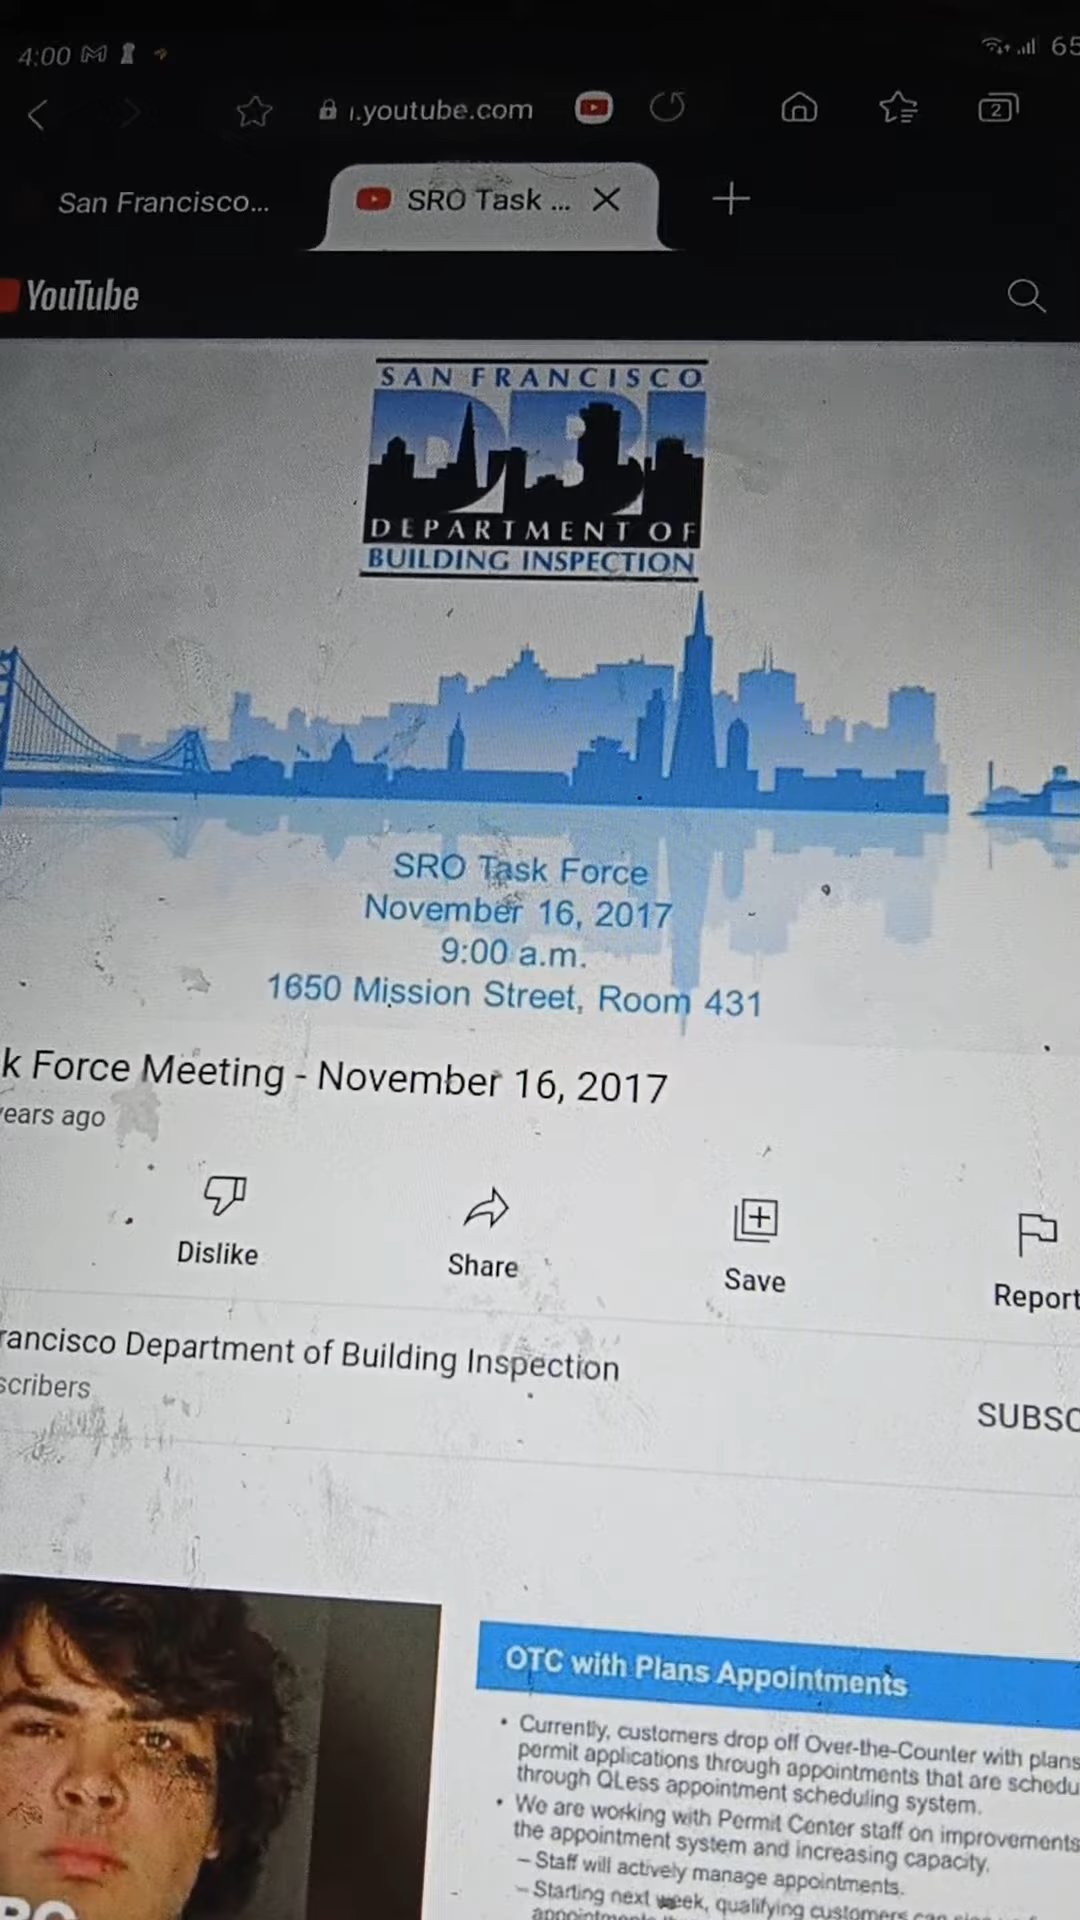 4:00
65
youtube.com
2
San Francisco...
SRO Task ...
YouTube
SAN FRANCISCO
DBI
DEPARTMENT OF
BUILDING INSPECTION
SRO Task Force
November 16, 2017
9:00 a.m.
1650 Mission Street, Room 431
k Force Meeting - November 16, 2017
years ago
Dislike
Share
Save
Report
rancisco Department of Building Inspection
scribers
SUBSC
OTC with Plans Appointments
• Currently, customers drop off Over-the-Counter with plans
permit applications through appointments that are schedu
through QLess appointment scheduling system.
• We are working with Permit Center staff on improvements
the appointment system and increasing capacity.
– Staff will actively manage appointments.
– Starting next week, qualifying customers can